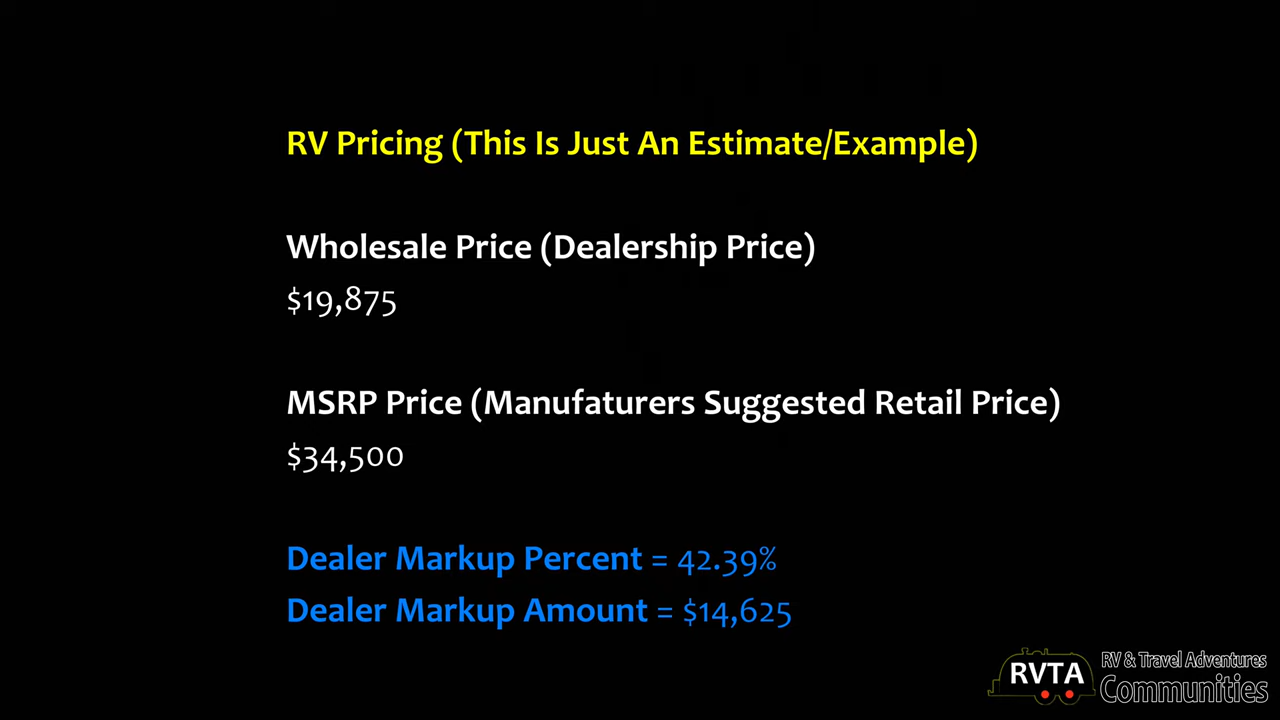 RV Pricing (This Is Just An Estimate/Example)
Wholesale Price (Dealership Price)
$19,875
MSRP Price (Manufaturers Suggested Retail Price)
$34,500
Dealer Markup Percent = 42.39%
Dealer Markup Amount = $14,625
RVTA
RV & Travel Adventures
Communities